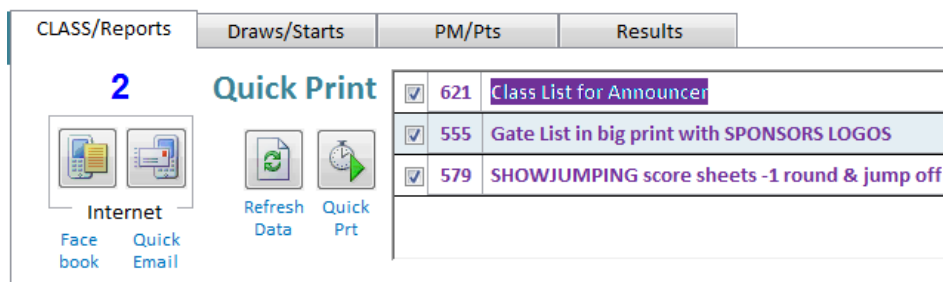 CLASS/Reports
Draws/Starts
PM/Pts
Results
2
Quick Print
621 Class List for Announcer
555 Gate List in big print with SPONSORS LOGOS
579 SHOWJUMPING score sheets -1 round & jump off
Internet
Face
book
Quick
Email
Refresh
Data
Quick
Prt